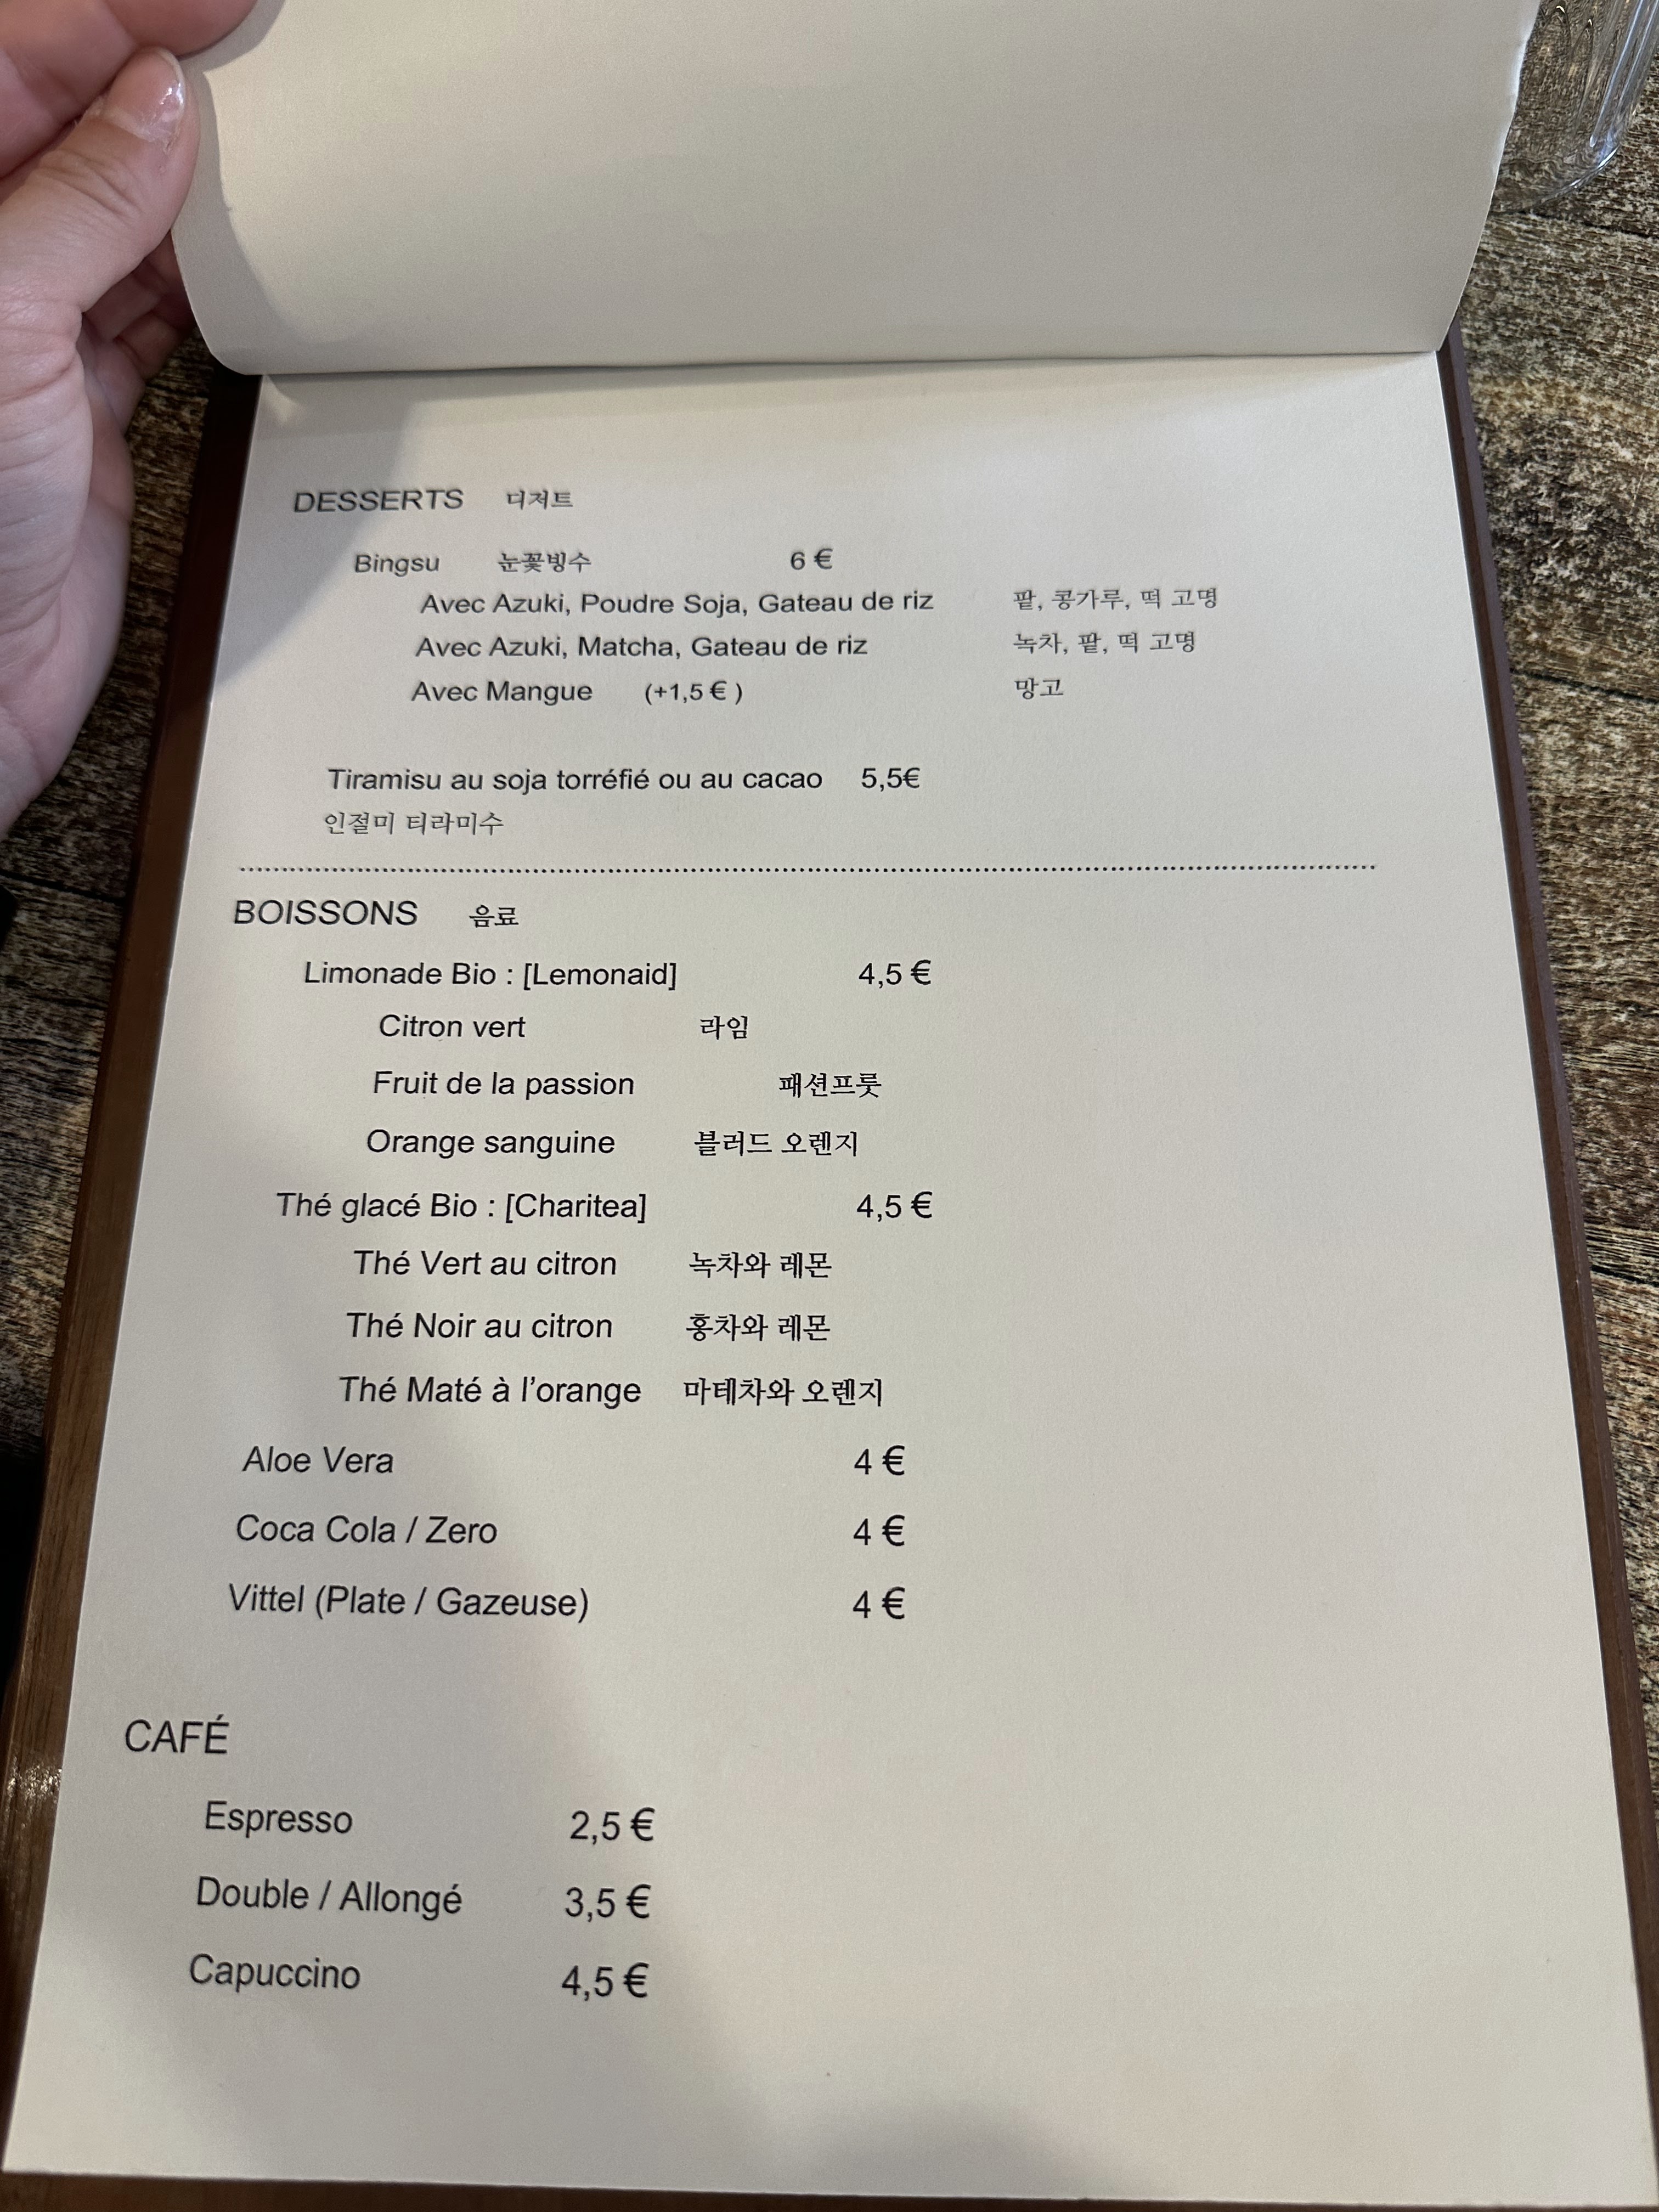 DESSERTS 디저트
Bingsu 눈꽃빙수 6 €
Avec Azuki, Poudre Soja, Gateau de riz 팥, 콩가루, 떡 고명
Avec Azuki, Matcha, Gateau de riz 녹차, 팥, 떡 고명
Avec Mangue (+1,5 € ) 망고
Tiramisu au soja torréfié ou au cacao 5,5€
인절미 티라미수
BOISSONS 음료
Limonade Bio : [Lemonaid] 4,5 €
Citron vert 라임
Fruit de la passion 패션프룻
Orange sanguine 블러드 오렌지
Thé glacé Bio : [Charitea] 4,5 €
Thé Vert au citron 녹차와 레몬
Thé Noir au citron 홍차와 레몬
Thé Maté à l'orange 마테차와 오렌지
Aloe Vera 4 €
Coca Cola / Zero 4 €
Vittel (Plate / Gazeuse) 4 €
CAFÉ
Espresso 2,5 €
Double / Allongé 3,5 €
Capuccino 4,5 €